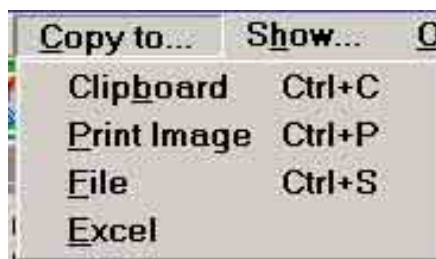 Copy to... Show...
Clipboard Ctrl+C
Print Image Ctrl+P
File Ctrl+S
Excel